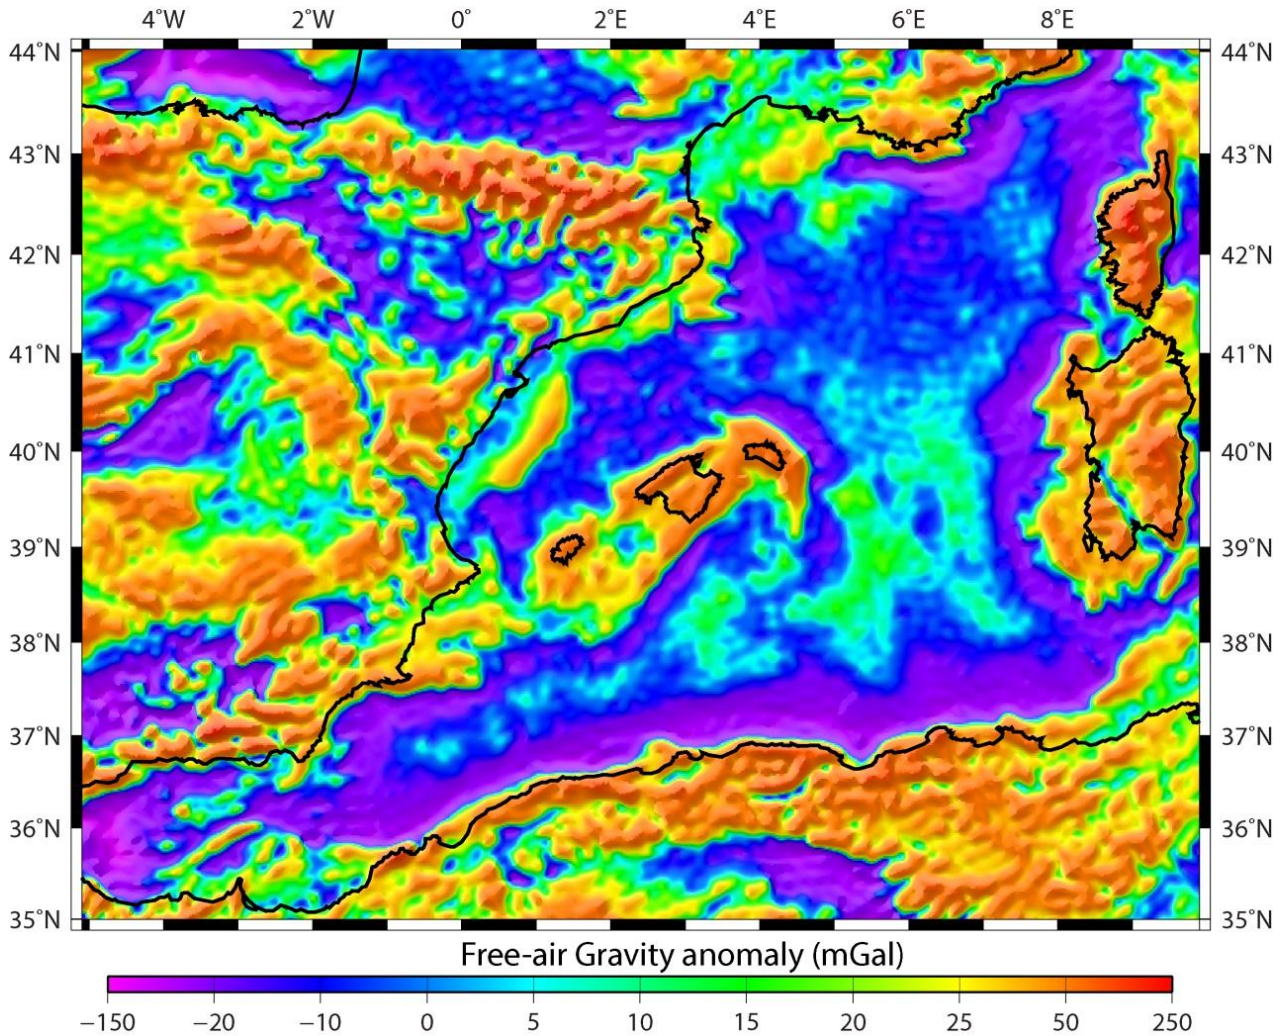 4°W 2°W 0° 2°E 4°E 6°E 8°E
44°N 44°N
43°N 43°N
42°N 42°N
41°N 41°N
40°N 40°N
39°N 39°N
38°N 38°N
37°N 37°N
36°N 36°N
35°N 35°N
Free-air Gravity anomaly (mGal)
−150 −20 −10 0 5 10 15 20 25 50 250